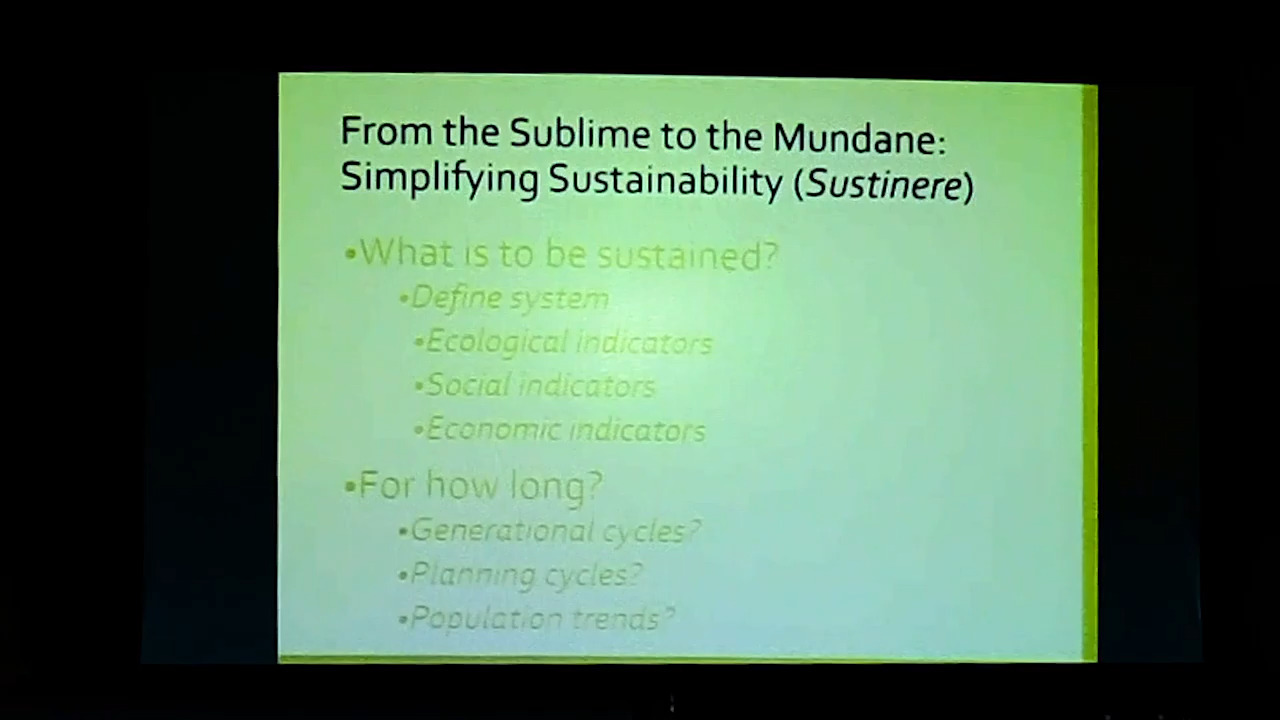 From the Sublime to the Mundane:
Simplifying Sustainability (Sustinere)
•What is to be sustained?
•Define system
•Ecological indicators
•Social indicators
•Economic indicators
•For how long?
•Generational cycles?
•Planning cycles?
•Population trends?